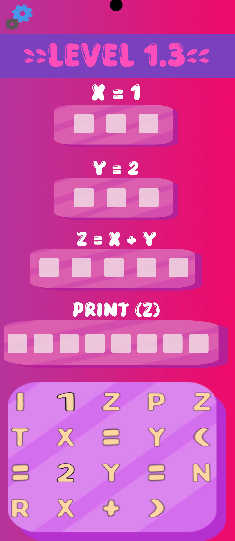 LEVEL 1.3
X = 1
Y = 2
Z = X + Y
PRINT (Z)
I 1 Z P Z
T X = Y (
= 2 Y = N
R X + )